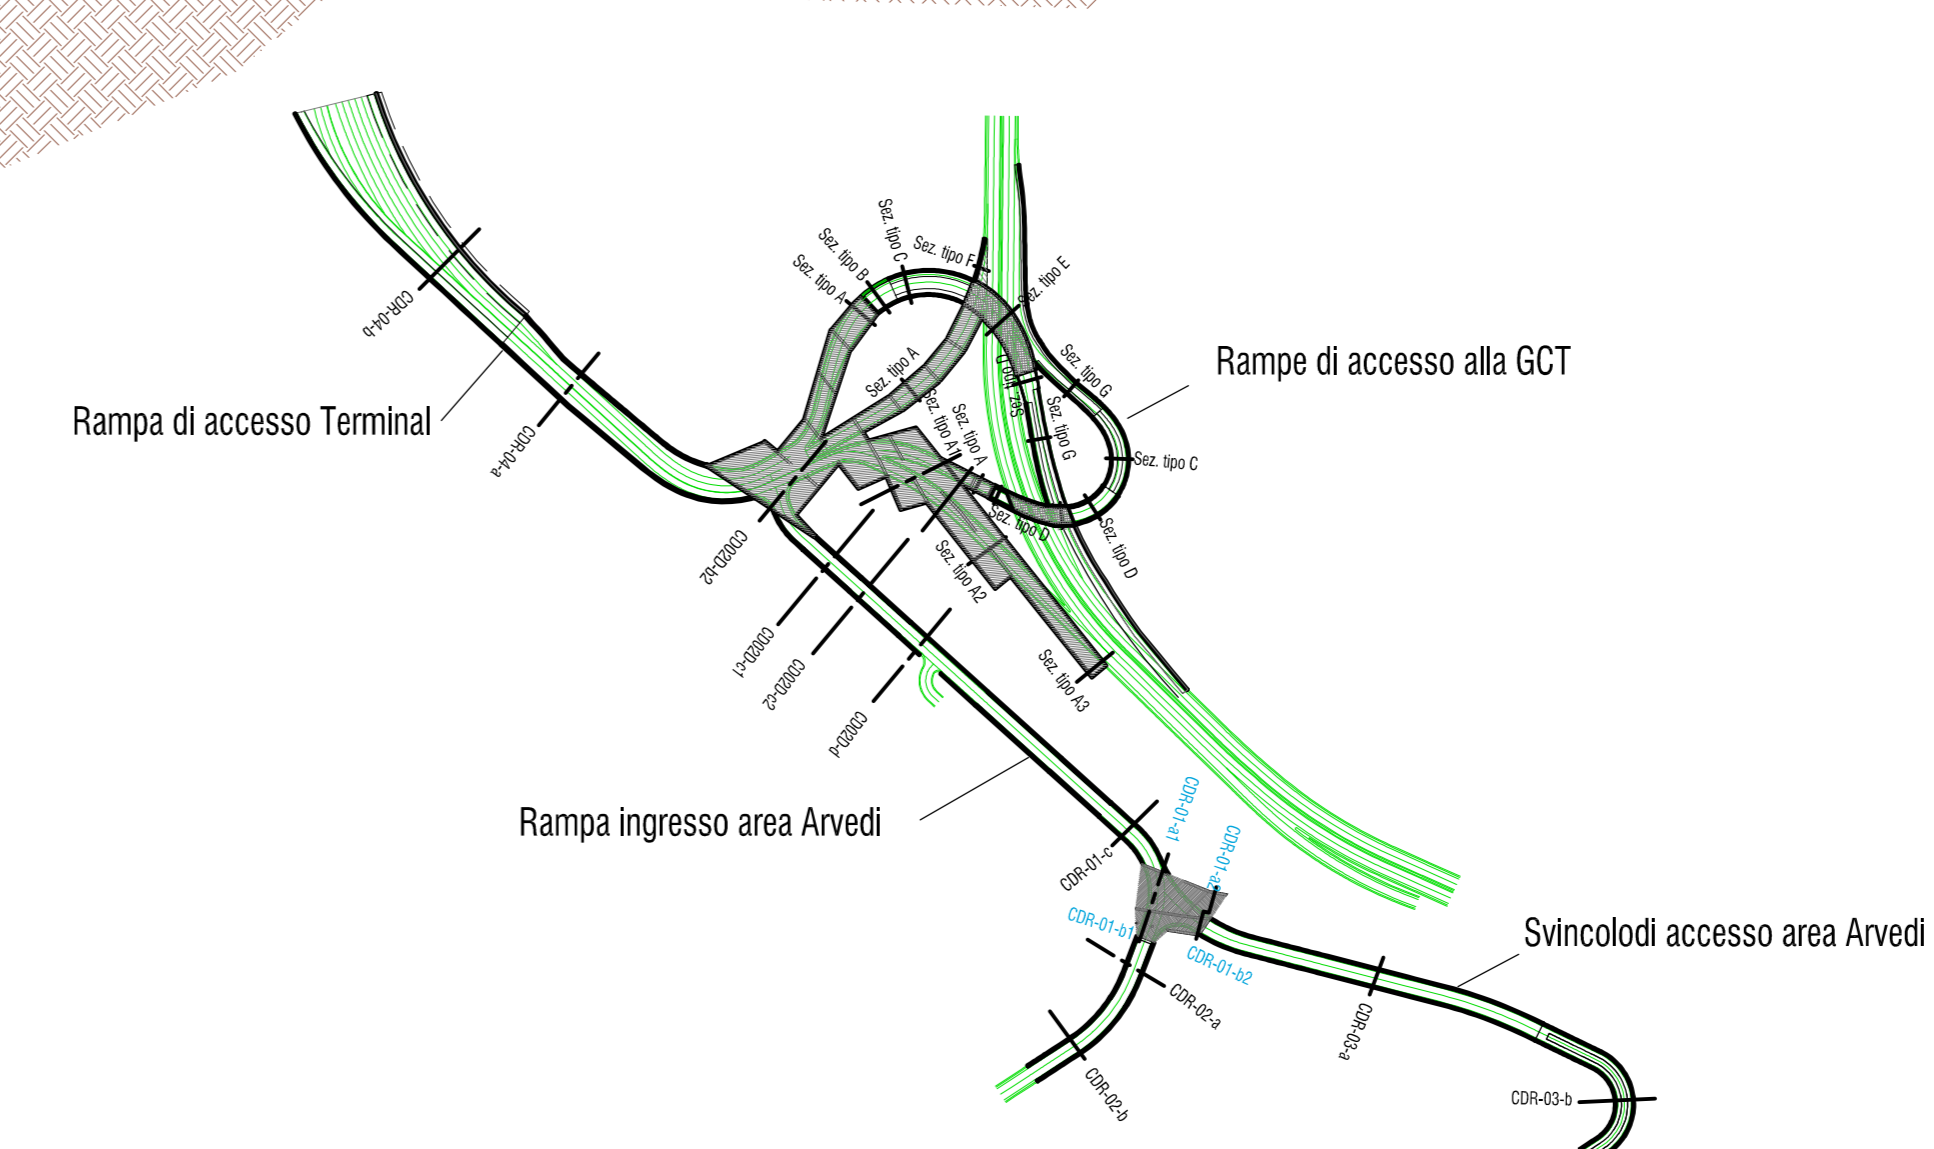 Sez. tipo C
Sez. tipo B
Sez. tipo F
Sez. tipo A
Sez. tipo E
CDR-04-b
Rampe di accesso alla GCT
Sez. tipo G
Sez. tipo A
Sez. tipo D
Rampa di accesso Terminal
Sez. tipo A1
Sez. tipo A
Sez. tipo G
CDR-04-a
Sez. tipo C
Sez. tipo D
Sez. tipo D
CD02D-b2
Sez. tipo A2
CD02D-c1
CD02D-c2
Sez. tipo A3
CD02D-d
Rampa ingresso area Arvedi
CDR-01-a1
CDR-01-a2
CDR-01-c
CDR-01-b1
Svincolodi accesso area Arvedi
CDR-01-b2
CDR-02-a
CDR-03-a
CDR-02-b
CDR-03-b